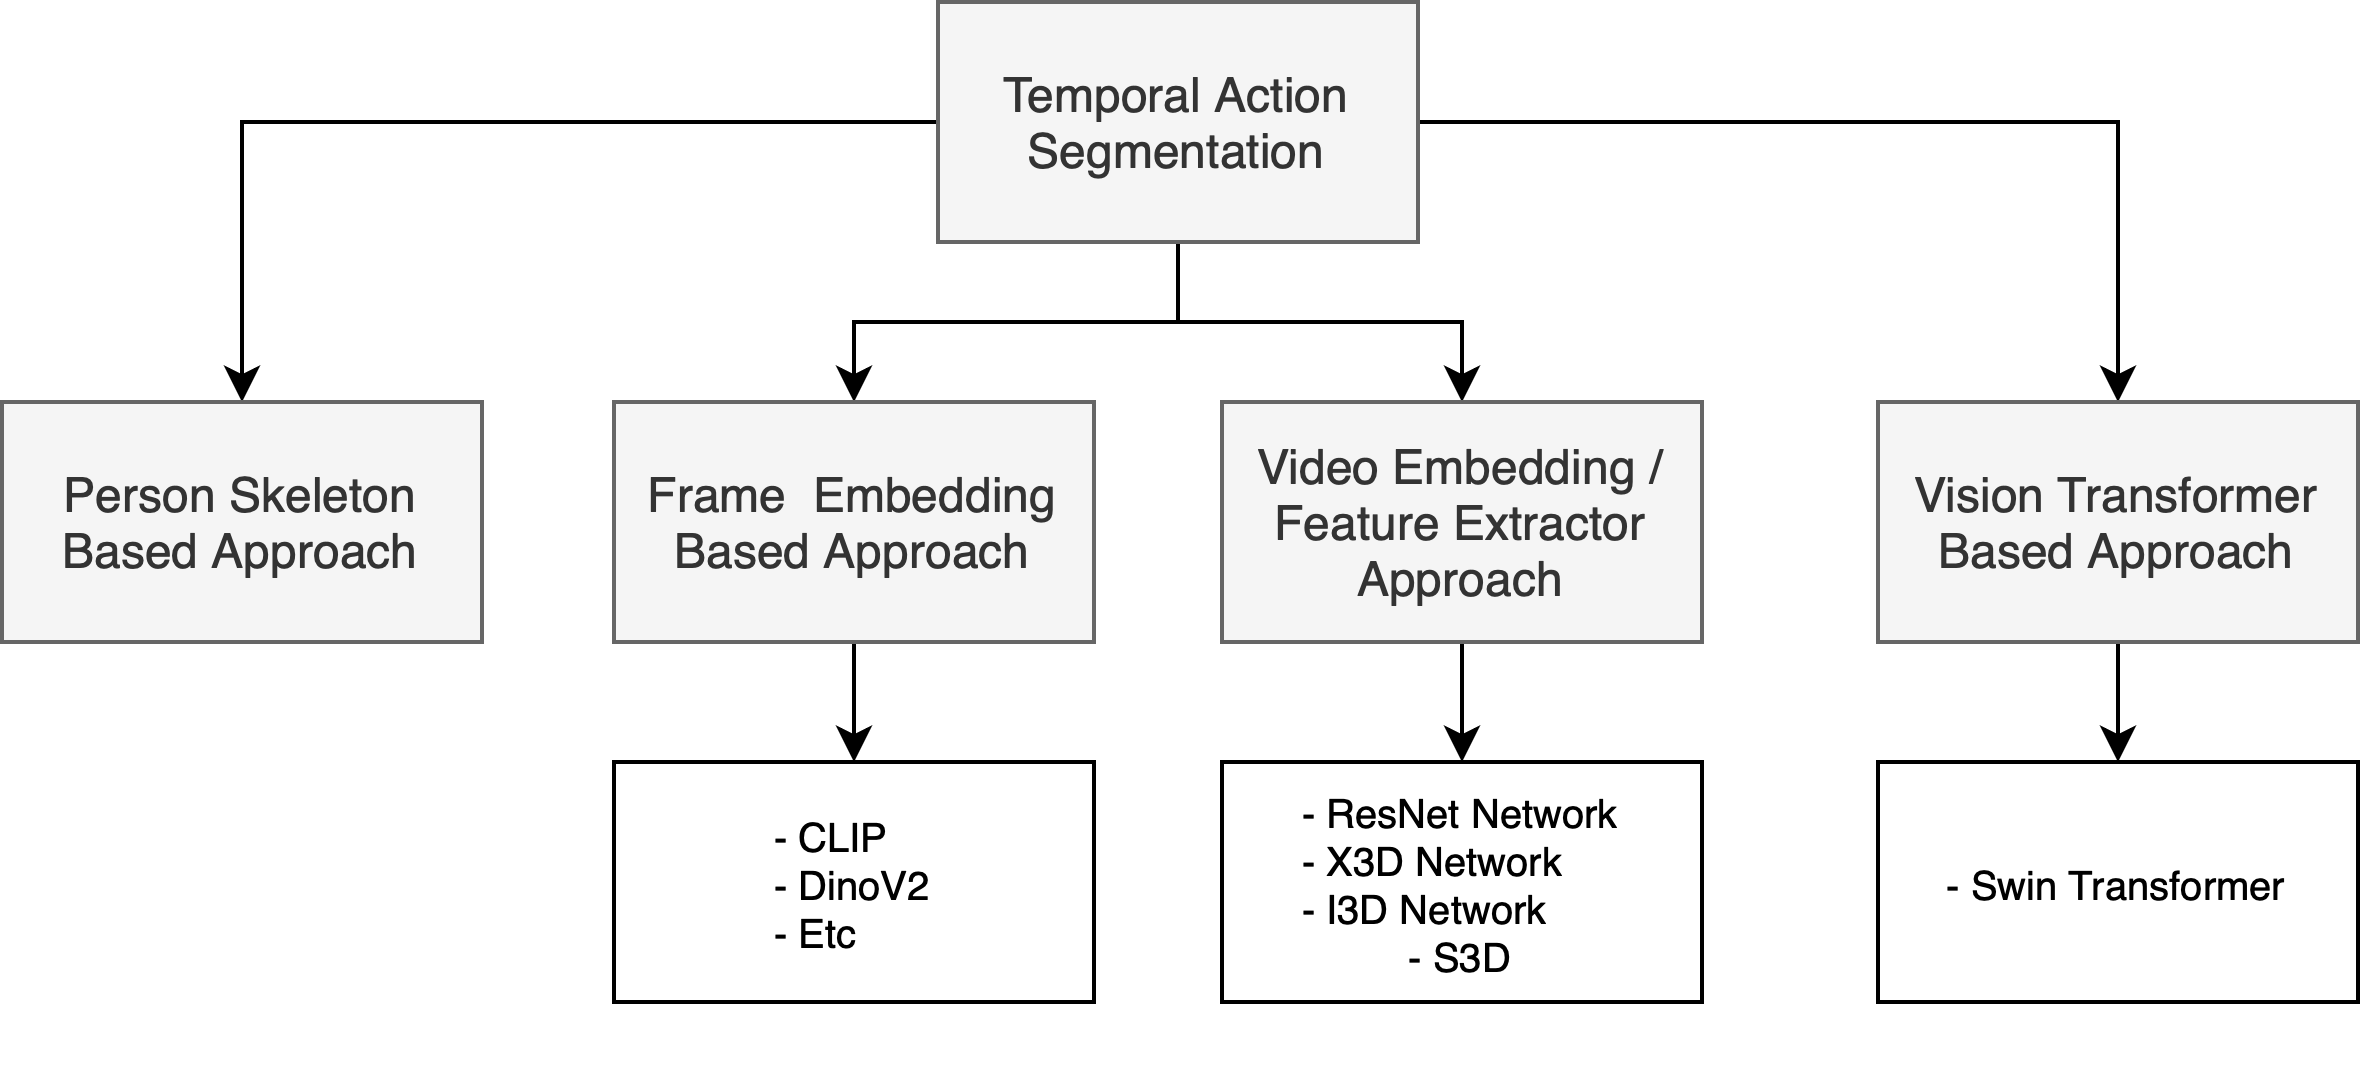 Temporal Action
Segmentation
Person Skeleton
Based Approach
Frame  Embedding
Based Approach
Video Embedding /
Feature Extractor
Approach
Vision Transformer
Based Approach
- CLIP
- DinoV2
- Etc
- ResNet Network
- X3D Network
- I3D Network
- S3D
- Swin Transformer